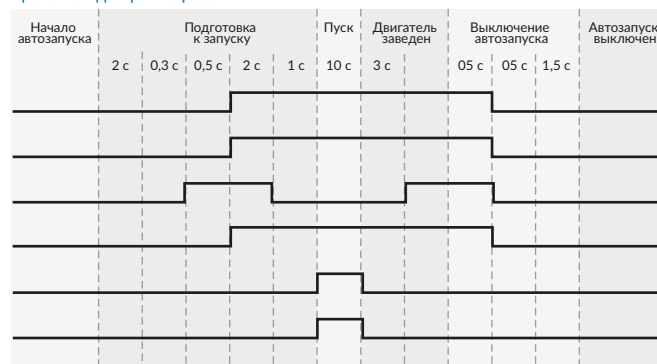 Начало
автозапуска
Подготовка
к запуску
Пуск
Двигатель
заведен
Выключение
автозапуска
Автозапуск
выключен
2 с
0,3 с
0,5 с
2 с
1 с
10 с
3 с
05 с
05 с
1,5 с